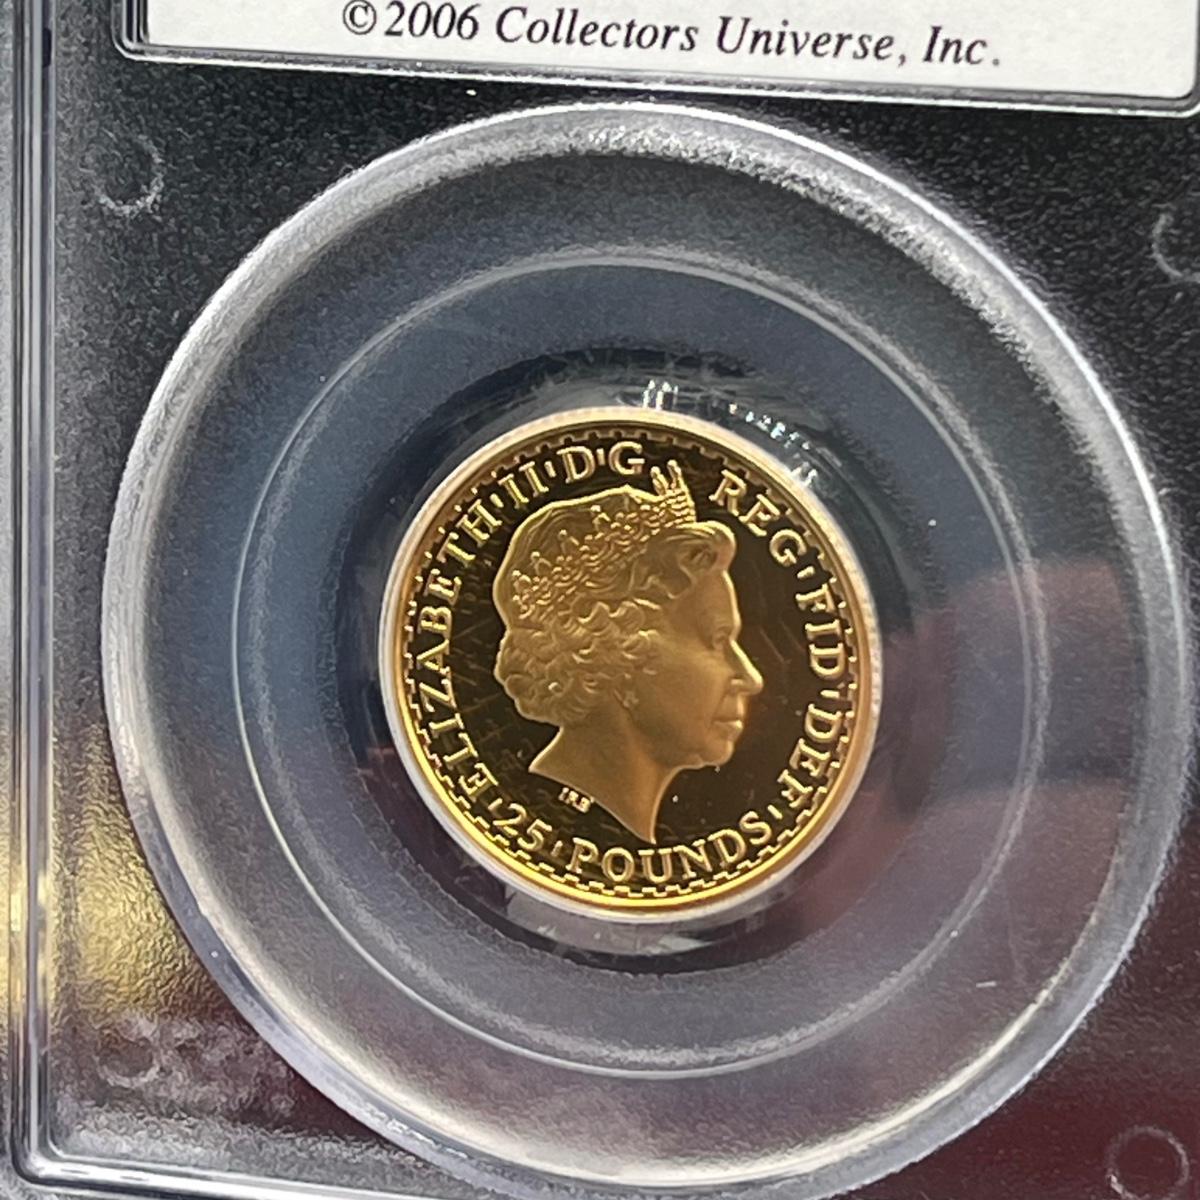 ©2006 Collectors Universe, Inc.
ELIZABETH·II·D·G REG·FID·DEF·
·25·POUNDS·
IRB